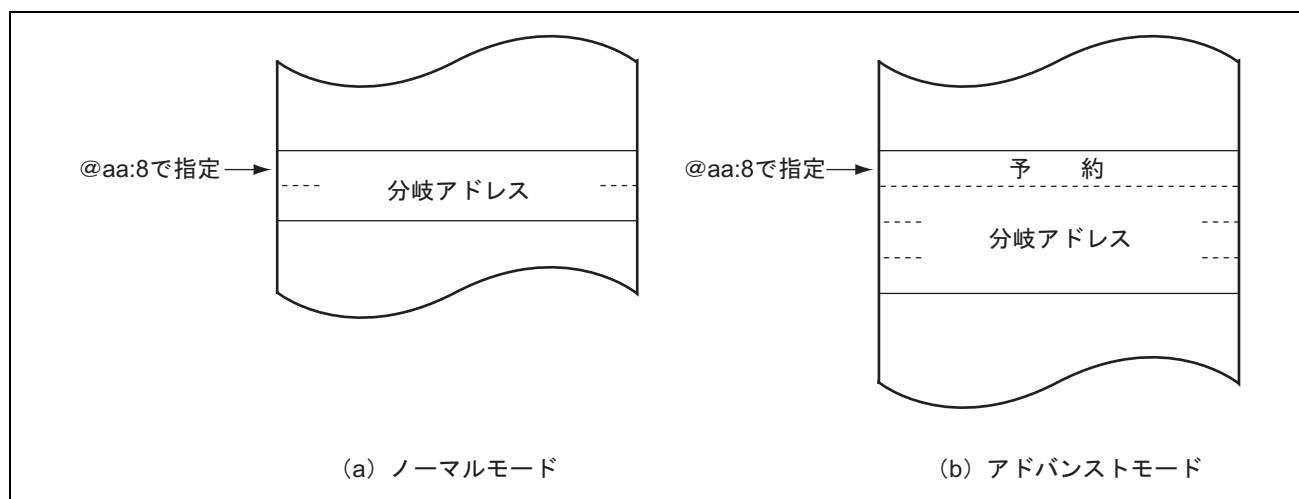 @aa:8で指定
分岐アドレス
(a) ノーマルモード
@aa:8で指定
予　約
分岐アドレス
(b) アドバンストモード